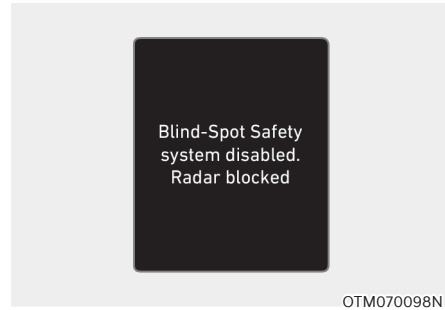 Blind-Spot Safety
system disabled.
Radar blocked
OTM070098N